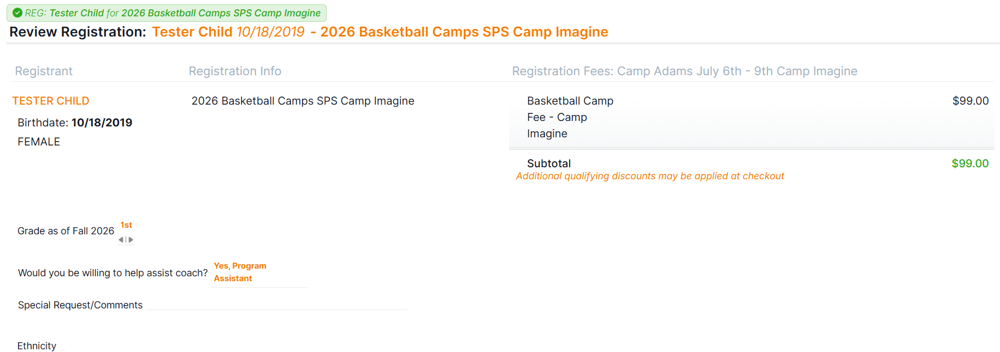 REG: Tester Child for 2026 Basketball Camps SPS Camp Imagine
Review Registration: Tester Child 10/18/2019 - 2026 Basketball Camps SPS Camp Imagine
Registrant
Registration Info
Registration Fees: Camp Adams July 6th - 9th Camp Imagine
TESTER CHILD
Birthdate: 10/18/2019
FEMALE
2026 Basketball Camps SPS Camp Imagine
Basketball Camp
Fee - Camp
Imagine
$99.00
Subtotal
$99.00
Additional qualifying discounts may be applied at checkout
Grade as of Fall 2026
1st
Would you be willing to help assist coach?
Yes, Program
Assistant
Special Request/Comments
Ethnicity